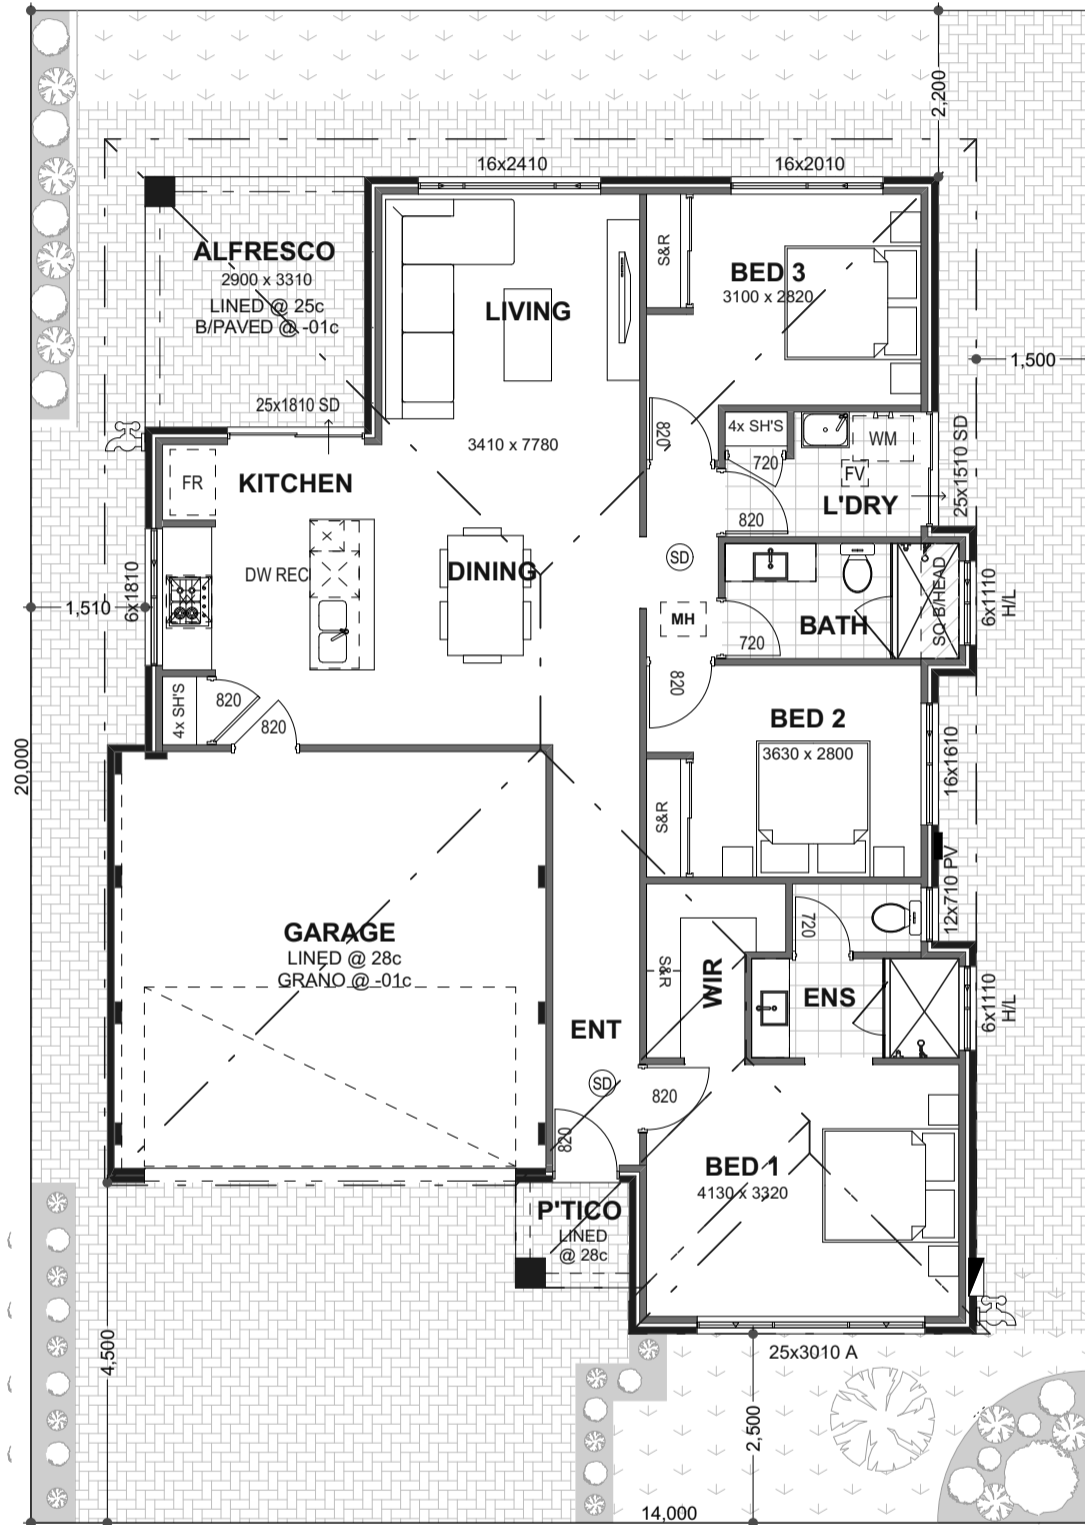 2,200
16x2410
16x2010
ALFRESCO
2900 x 3310
LINED @ 25c
B/PAVED @ -01c
S&R
BED 3
3100 x 2820
LIVING
1,500
25x1810 SD
820
4x SH'S
WM
3410 x 7780
720
FV
25x1510 SD
FR
KITCHEN
L'DRY
820
SD
DW REC
DINING
6x1810
1,510
MH
BATH
SQ B/HEAD
6x1110
H/L
720
820
4x SH'S
820
820
BED 2
3630 x 2800
16x1610
20,000
S&R
12x710 PV
GARAGE
LINED @ 28c
GRANO @ -01c
720
S&R
WIR
ENS
6x1110
H/L
ENT
SD
820
820
BED 1
4130 x 3320
P'TICO
LINED
@ 28c
4,500
25x3010 A
2,500
14,000